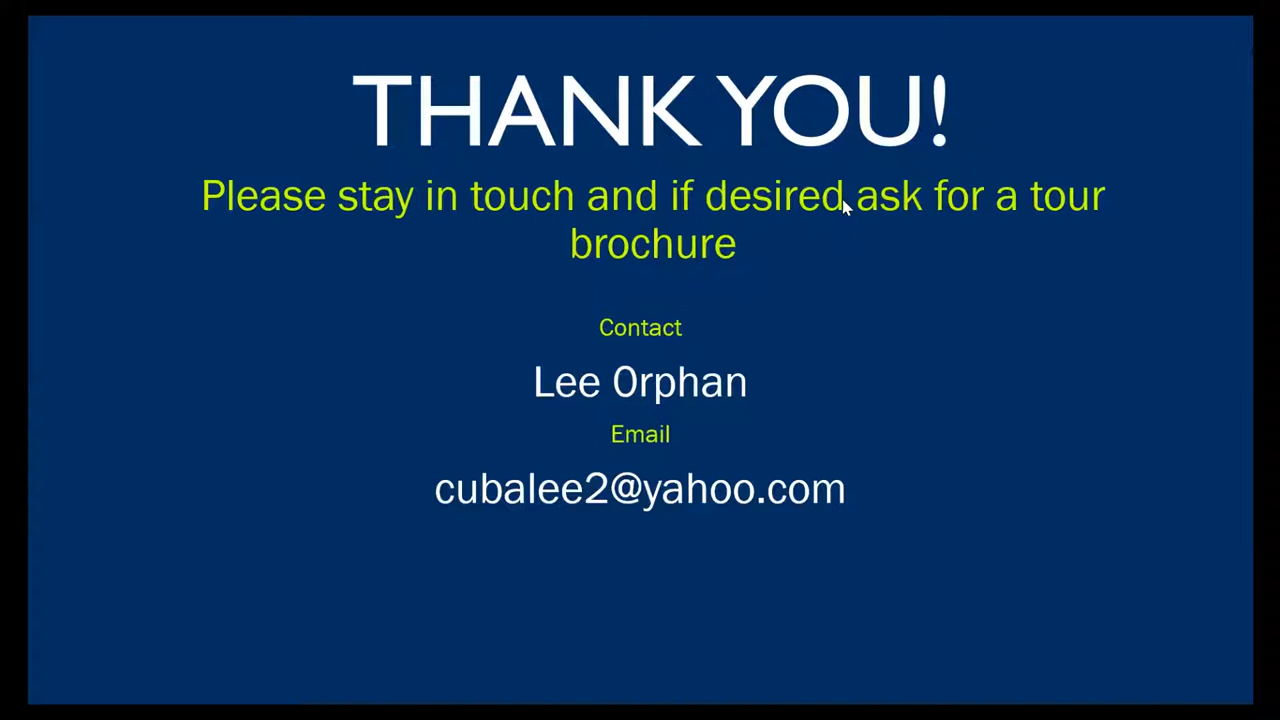 THANK YOU!
Please stay in touch and if desired ask for a tour
brochure
Contact
Lee Orphan
Email
cubalee2@yahoo.com